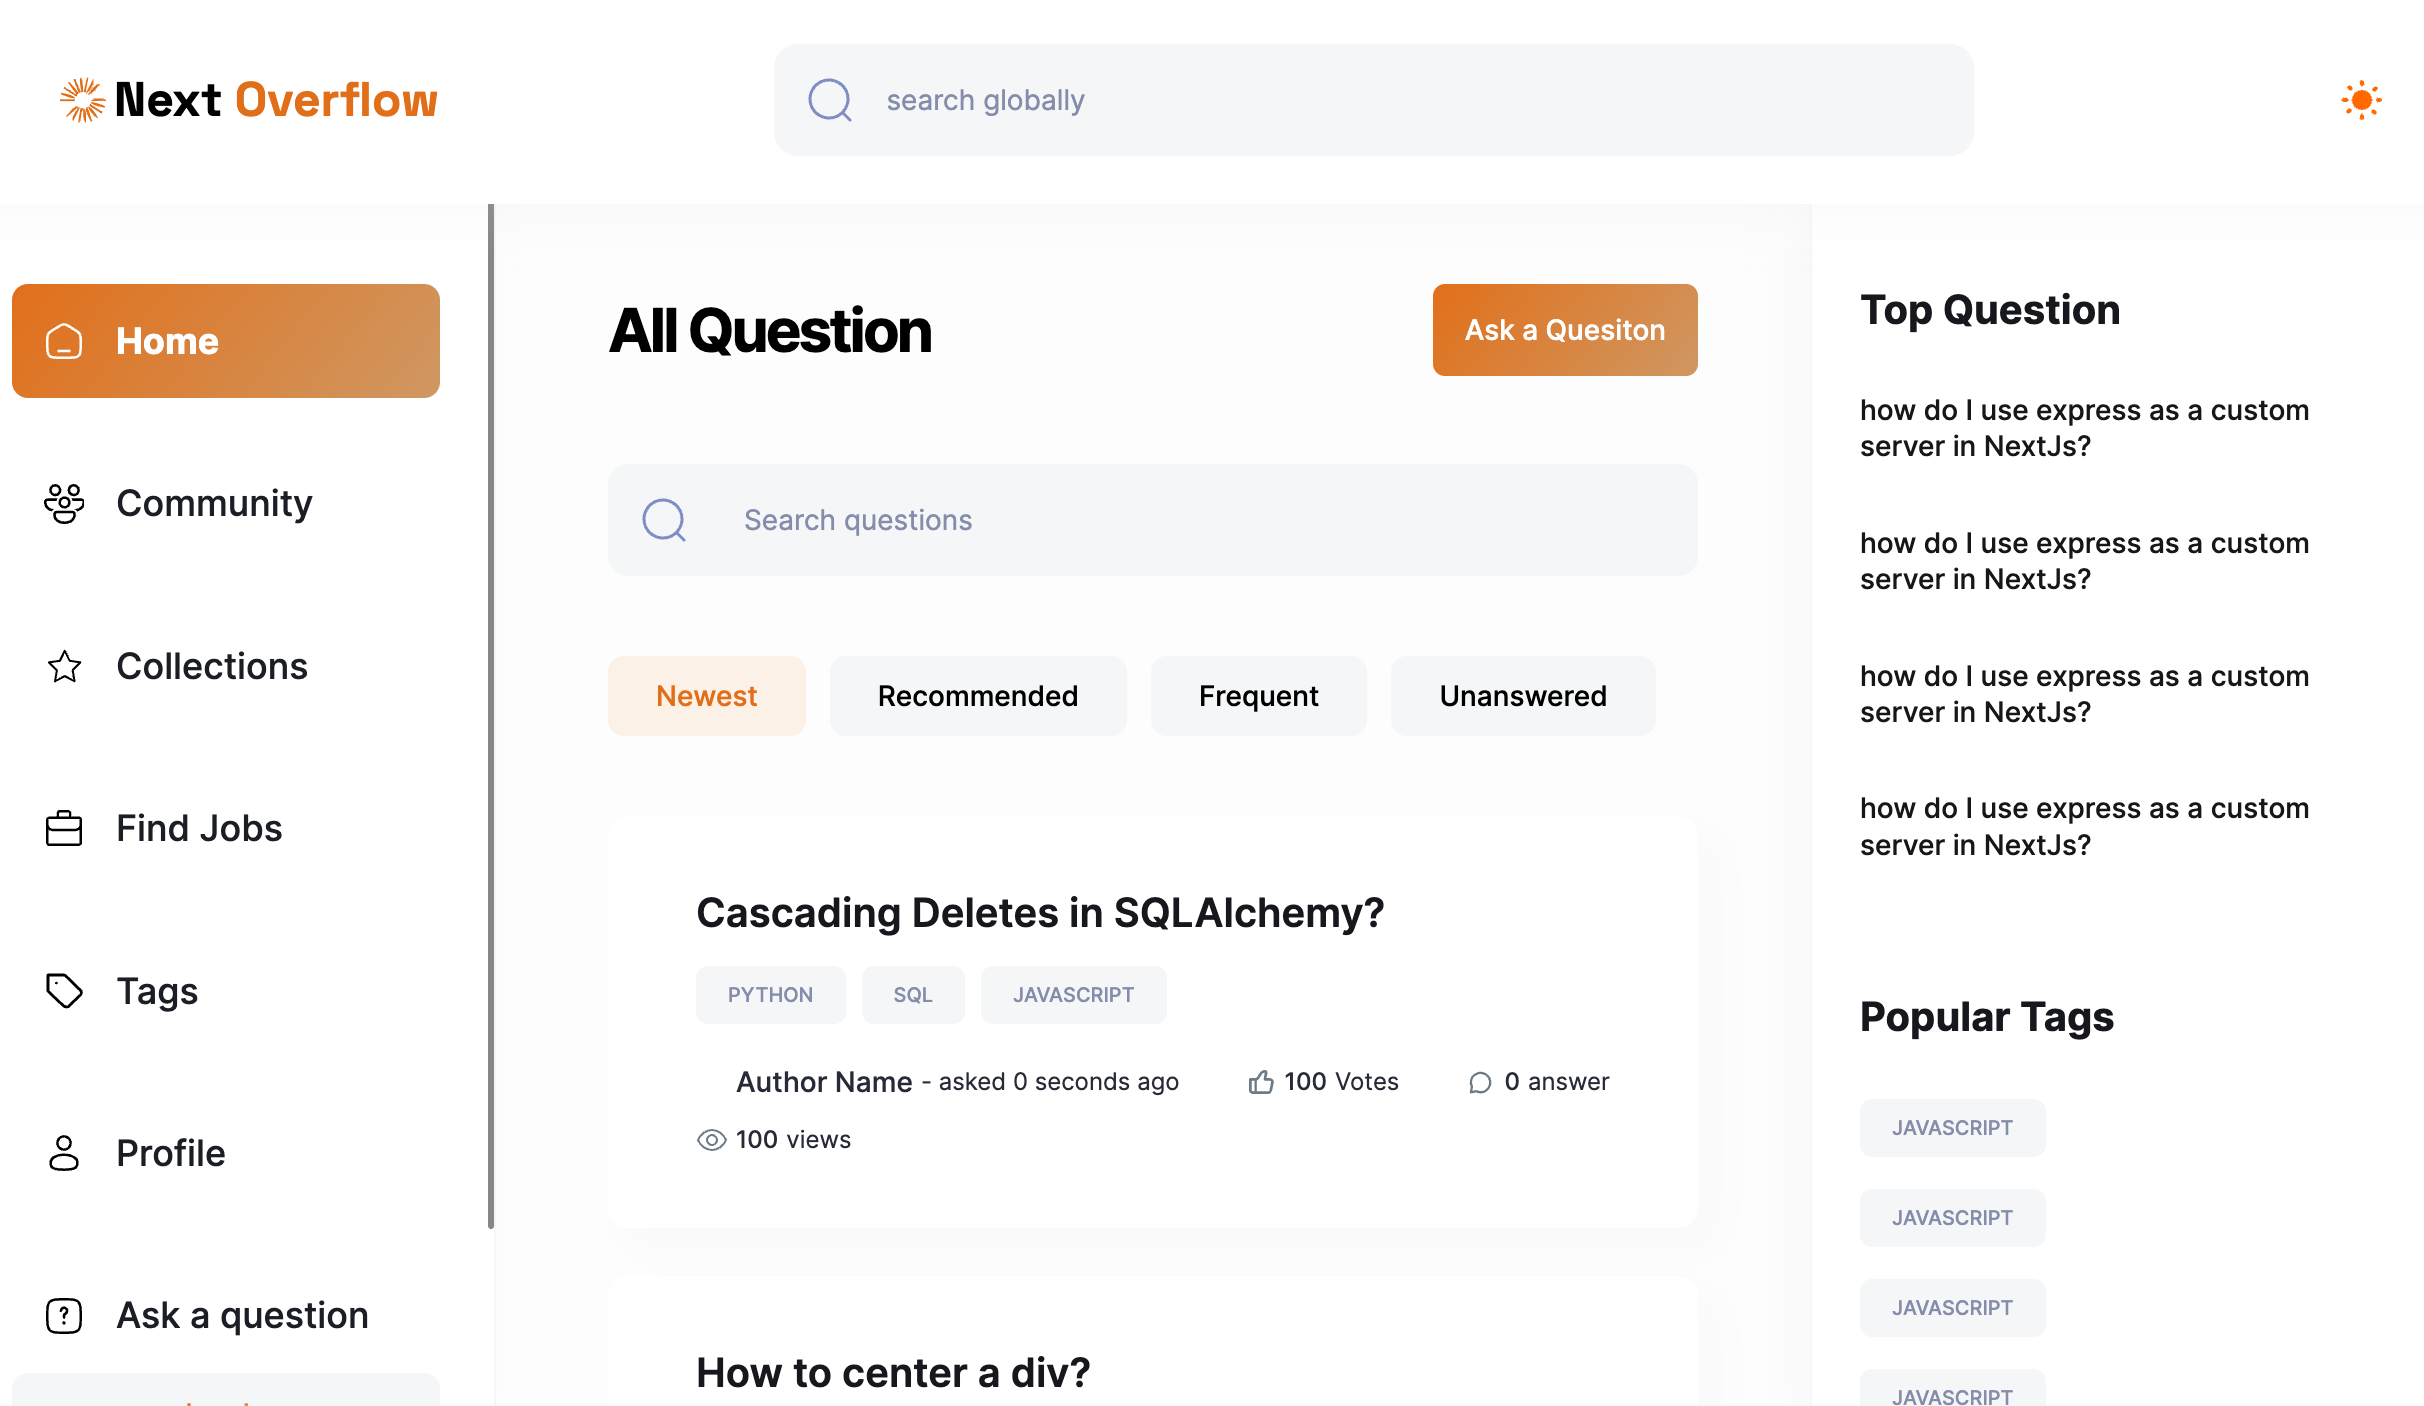 Next Overflow
search globally
Home
Community
Collections
Find Jobs
Tags
Profile
Ask a question
All Question
Ask a Quesiton
Search questions
Newest
Recommended
Frequent
Unanswered
Cascading Deletes in SQLAlchemy?
PYTHON
SQL
JAVASCRIPT
Author Name - asked 0 seconds ago
100 Votes
0 answer
100 views
How to center a div?
Top Question
how do I use express as a custom
server in NextJs?
how do I use express as a custom
server in NextJs?
how do I use express as a custom
server in NextJs?
how do I use express as a custom
server in NextJs?
Popular Tags
JAVASCRIPT
JAVASCRIPT
JAVASCRIPT
JAVASCRIPT